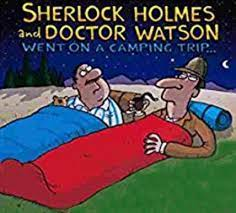 SHERLOCK HOLMES
and DOCTOR WATSON
WENT ON A CAMPING TRIP...